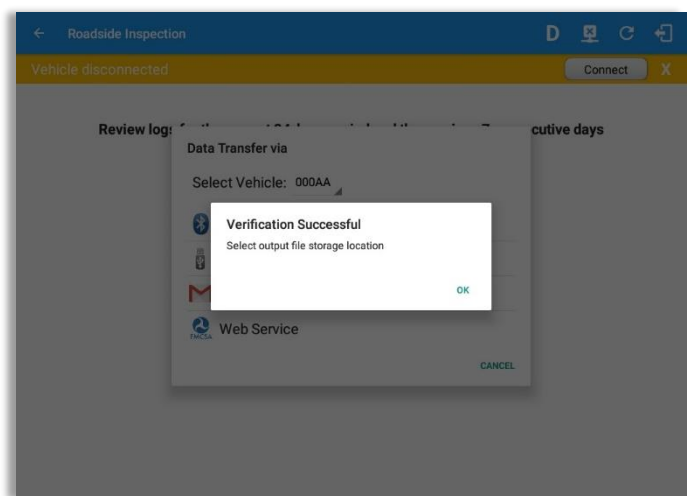 Roadside Inspection
D
Vehicle disconnected
Connect
X
Review logs
cutive days
Data Transfer via
Select Vehicle: 000AA
Verification Successful
Select output file storage location
OK
Web Service
FMCSA
CANCEL